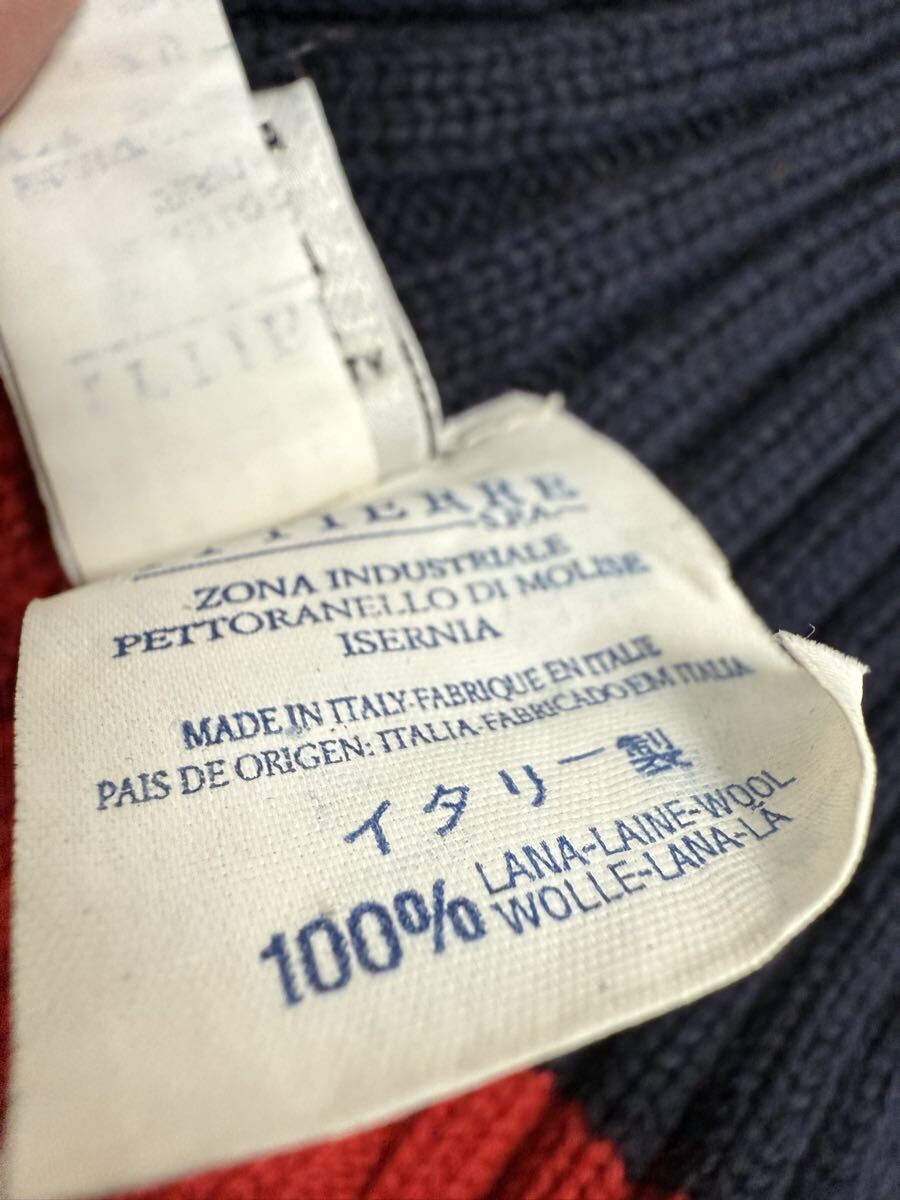 ITTIERRE
S.P.A.
ZONA INDUSTRIALE
PETTORANELLO DI MOLISE
ISERNIA
MADE IN ITALY-FABRIQUE EN ITALIE
PAIS DE ORIGEN: ITALIA-FABRICADO EM ITALIA
イタリー製
100% LANA-LAINE-WOOL
WOLLE-LANA-LÃ